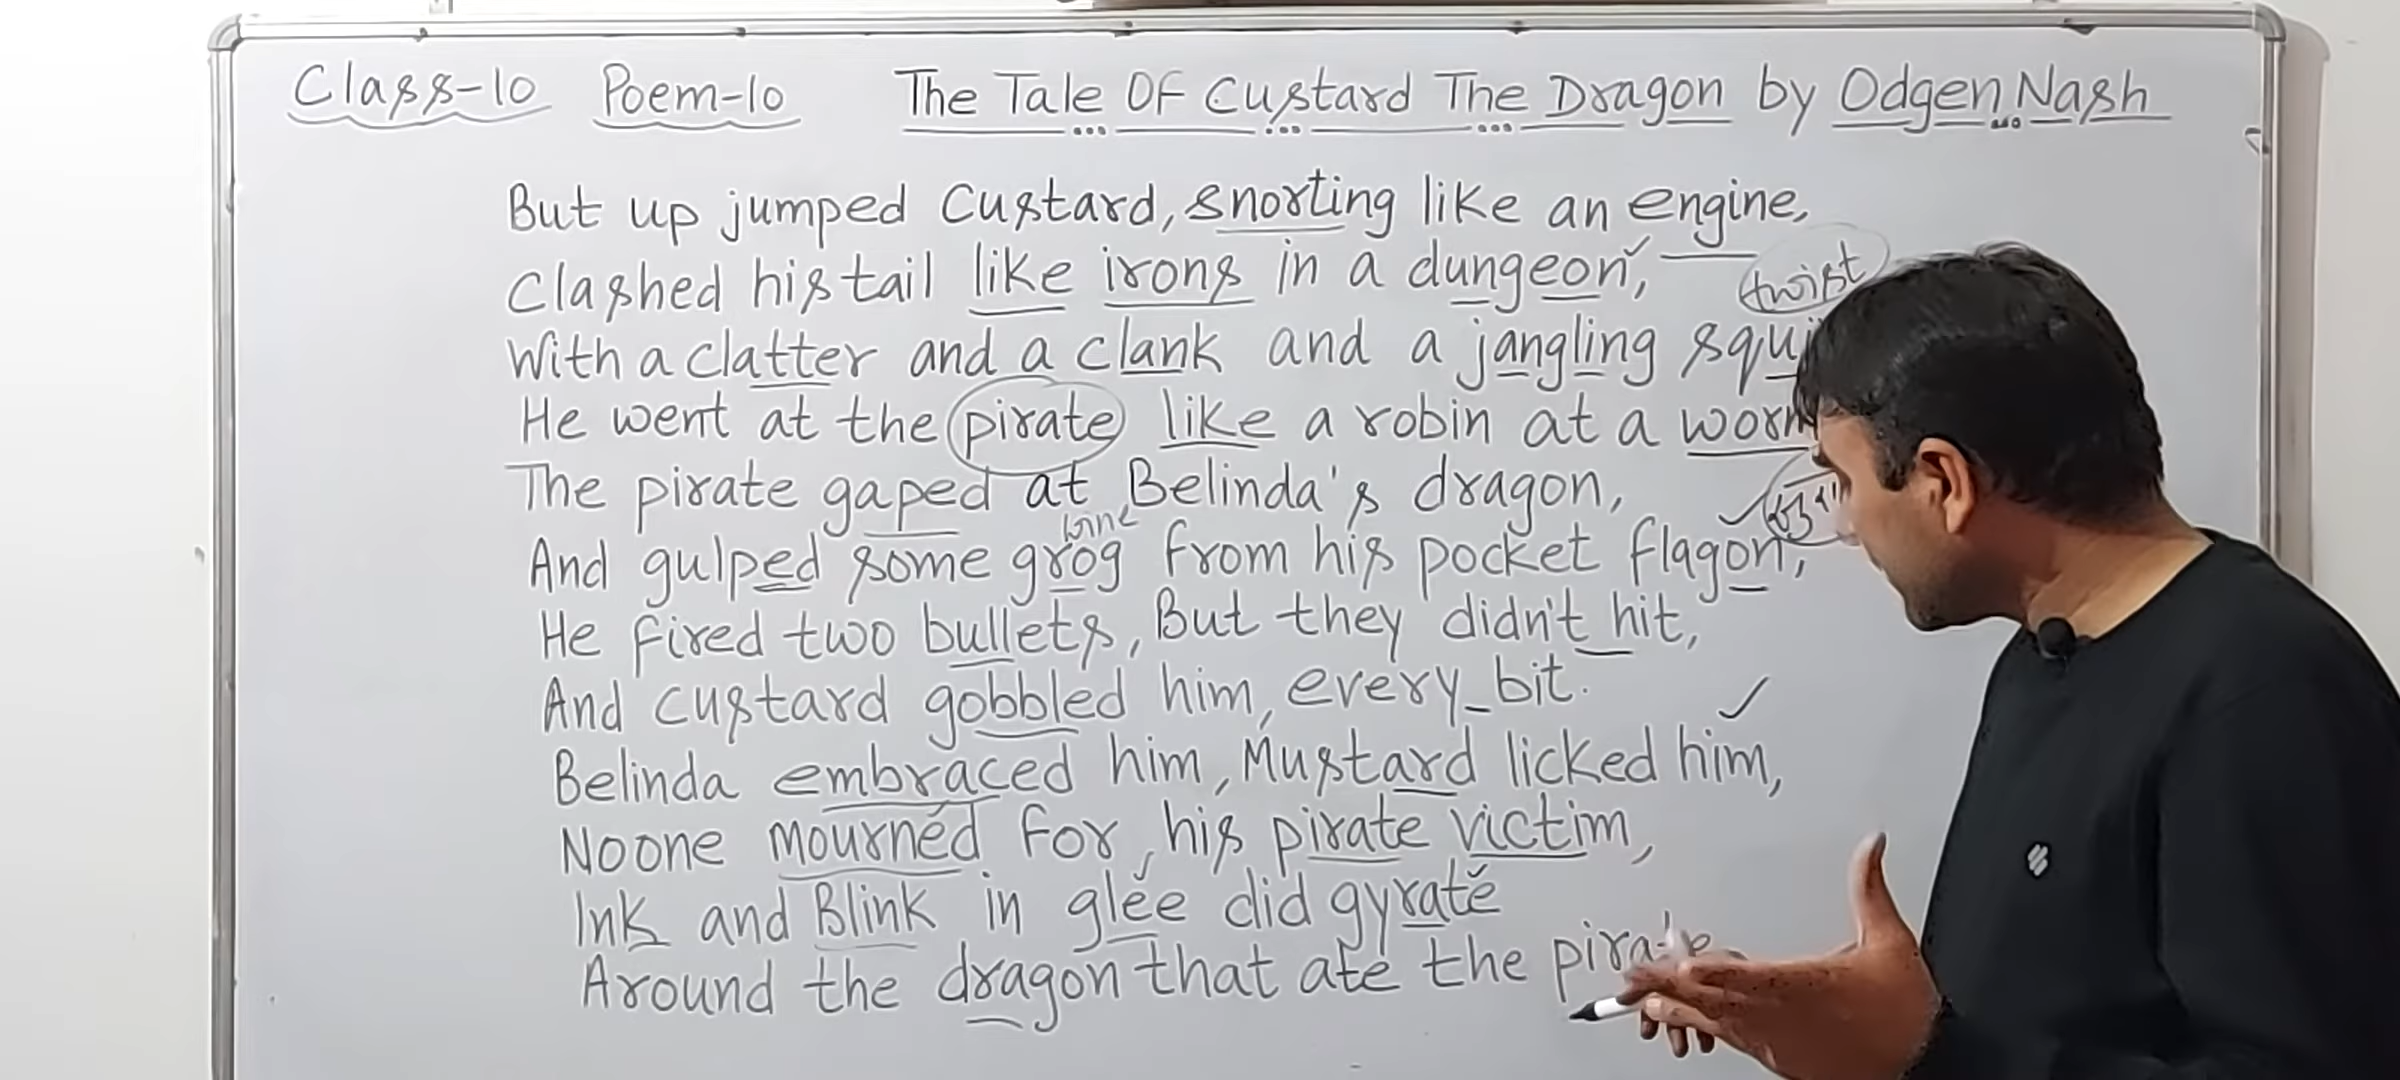 Class-10 Poem-10 The Tale Of Custard The Dragon by Odgen Nash
But up jumped Custard, snorting like an engine,
Clashed his tail like irons in a dungeon,
twist
With a clatter and a clank and a jangling
He went at the pirate like a robin at a
The pirate gaped at Belinda's dragon,
And gulped some grog from his pocket flagon,
He fired two bullets, But they didn't hit,
And custard gobbled him, every bit.
Belinda embraced him, Mustard licked him,
Noone mourned for his pirate victim,
Ink and Blink in glee did gyrate
Around the dragon that ate the pirate